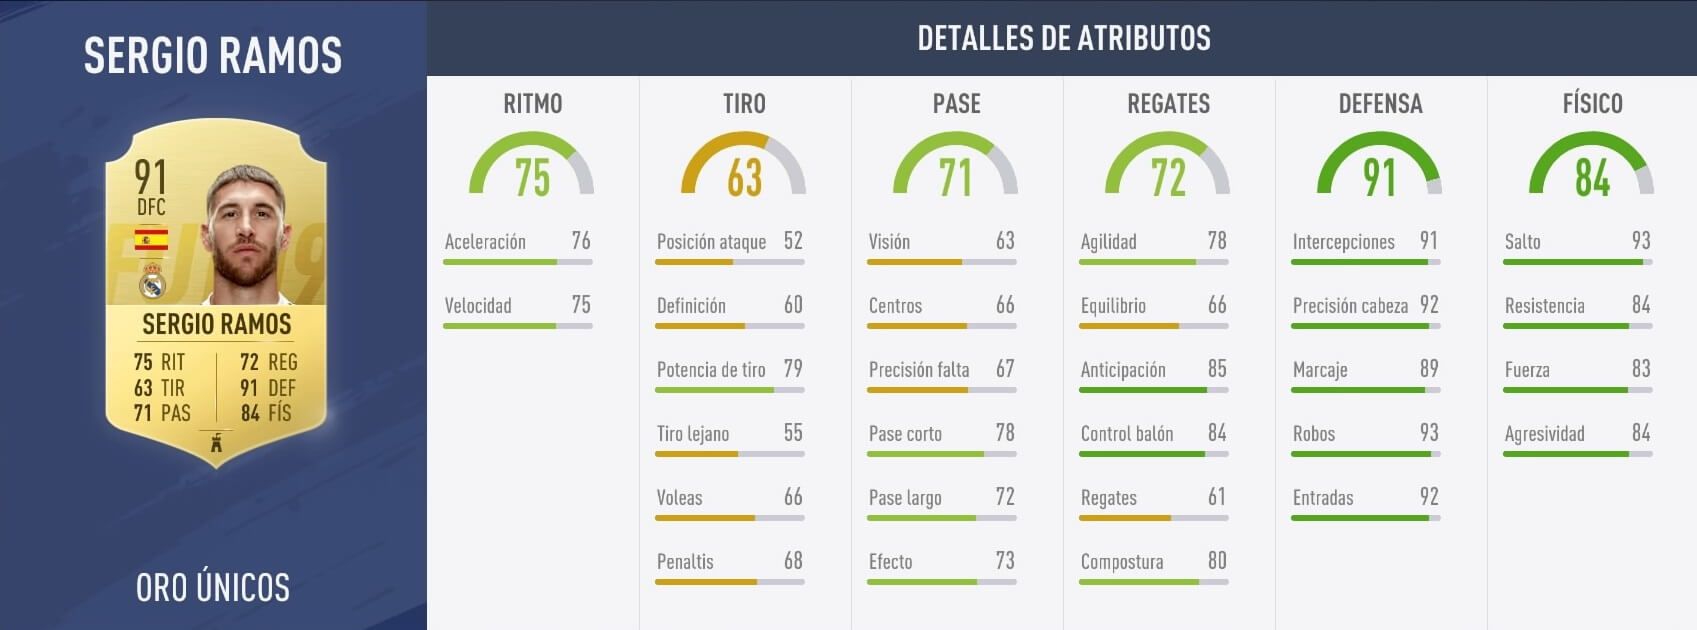 SERGIO RAMOS
91
DFC
SERGIO RAMOS
75 RIT 72 REG
63 TIR 91 DEF
71 PAS 84 FÍS
ORO ÚNICOS
DETALLES DE ATRIBUTOS
RITMO
75
Aceleración 76
Velocidad 75
TIRO
63
Posición ataque 52
Definición 60
Potencia de tiro 79
Tiro lejano 55
Voleas 66
Penaltis 68
PASE
71
Visión 63
Centros 66
Precisión falta 67
Pase corto 78
Pase largo 72
Efecto 73
REGATES
72
Agilidad 78
Equilibrio 66
Anticipación 85
Control balón 84
Regates 61
Compostura 80
DEFENSA
91
Intercepciones 91
Precisión cabeza 92
Marcaje 89
Robos 93
Entradas 92
FÍSICO
84
Salto 93
Resistencia 84
Fuerza 83
Agresividad 84